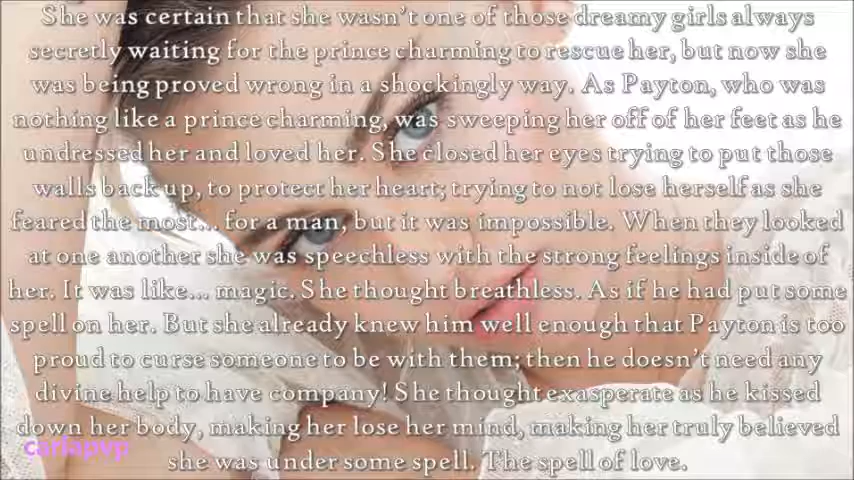 She was certain that she wasn't one of those dreamy girls always
secretly waiting for the prince charming to rescue her, but now she
was being proved wrong in a shockingly way. As Payton, who was
nothing like a prince charming, was sweeping her off of her feet as he
undressed her and loved her. She closed her eyes trying to put those
walls back up, to protect her heart; trying to not lose herself as she
feared the most... for a man, but it was impossible. When they looked
at one another she was speechless with the strong feelings inside of
her. It was like... magic. She thought breathless. As if he had put some
spell on her. But she already knew him well enough that Payton is too
proud to curse someone to be with them; then he doesn't need any
divine help to have company! She thought exasperate as he kissed
down her body, making her lose her mind, making her truly believed
she was under some spell. The spell of love.
carlapvp